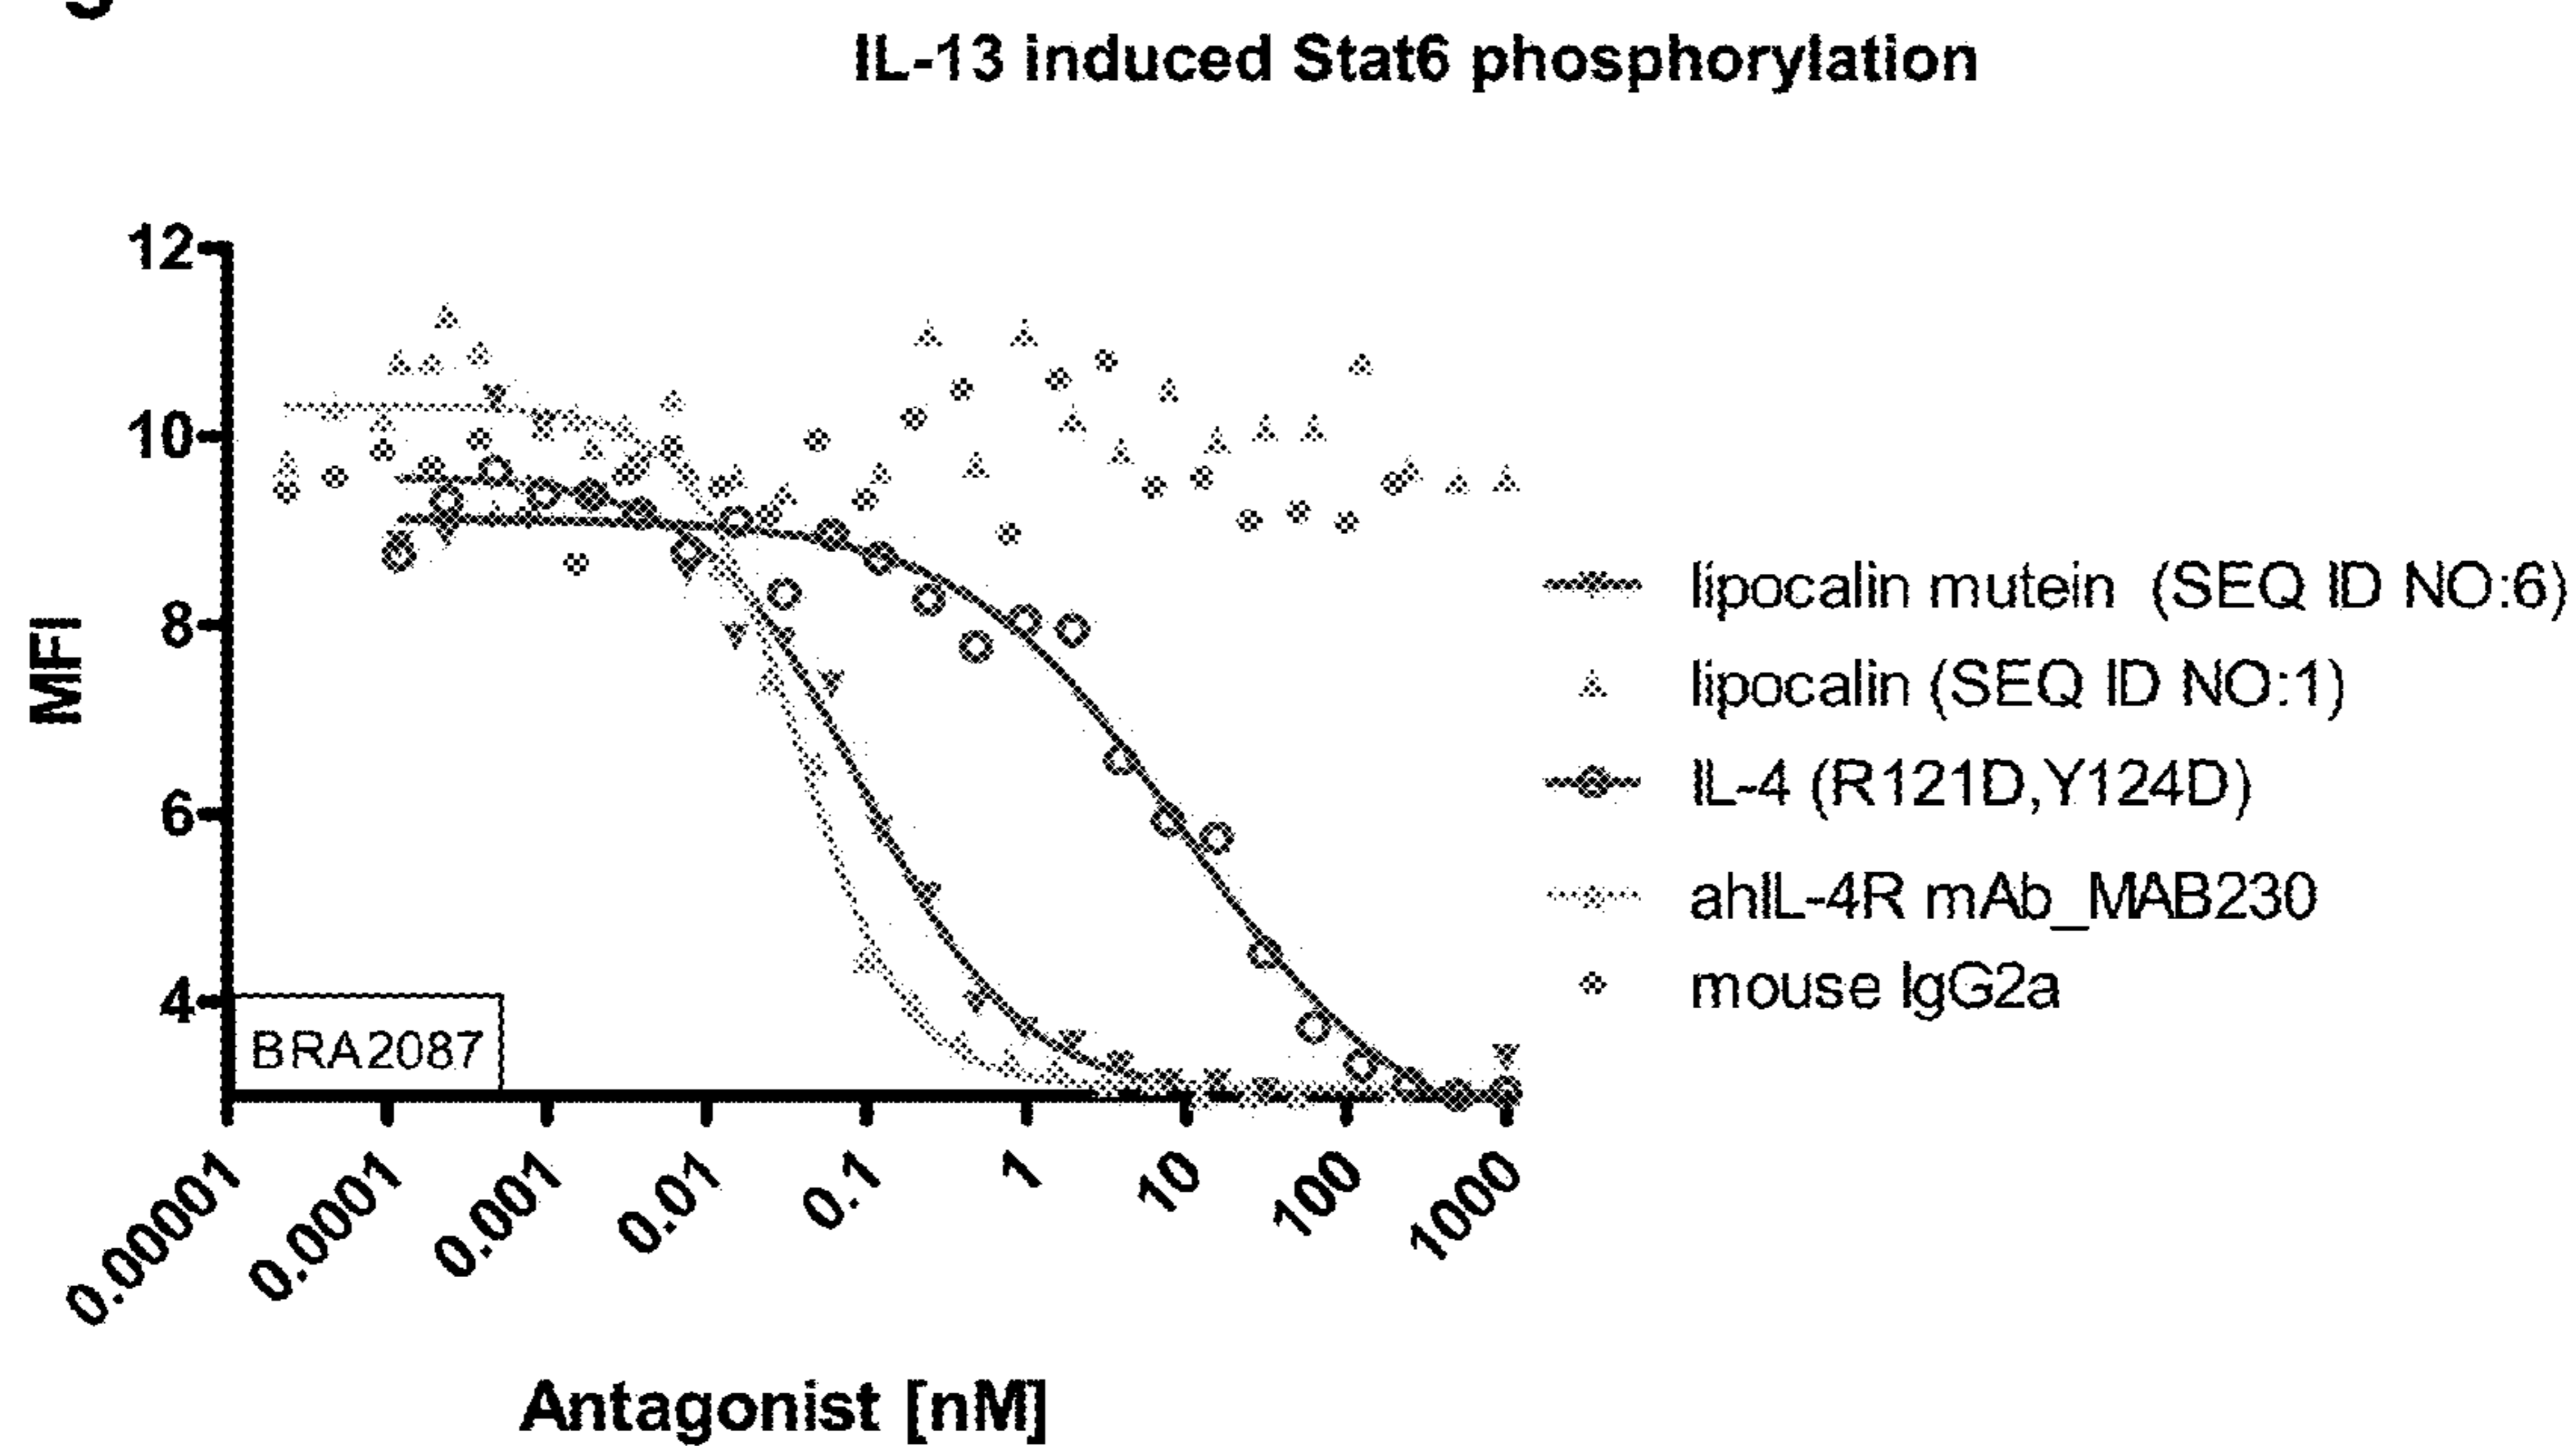 IL-13 induced Stat6 phosphorylation
12
10
8
6
4
MFI
BRA2087
0.00001
0.0001
0.001
0.01
0.1
1
10
100
1000
Antagonist [nM]
lipocalin mutein (SEQ ID NO:6)
lipocalin (SEQ ID NO:1)
IL-4 (R121D,Y124D)
ahIL-4R mAb_MAB230
mouse IgG2a